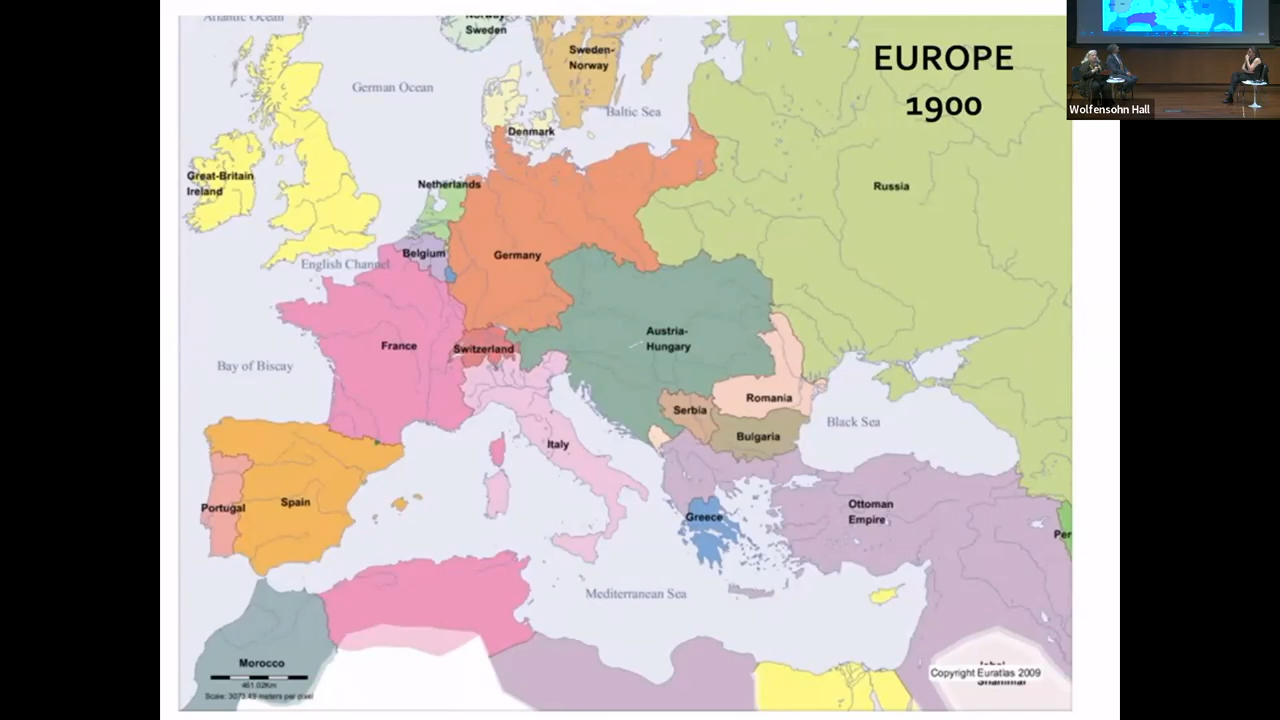 Atlantic Ocean
Norway-
Sweden
Sweden-
Norway
EUROPE
1900
German Ocean
Baltic Sea
Denmark
Great-Britain
Ireland
Netherlands
Russia
Belgium
Germany
English Channel
Austria-
Hungary
France
Switzerland
Bay of Biscay
Romania
Serbia
Black Sea
Bulgaria
Italy
Spain
Portugal
Greece
Ottoman
Empire
Per
Mediterranean Sea
Morocco
Copyright Euratlas 2009
Wolfensohn Hall